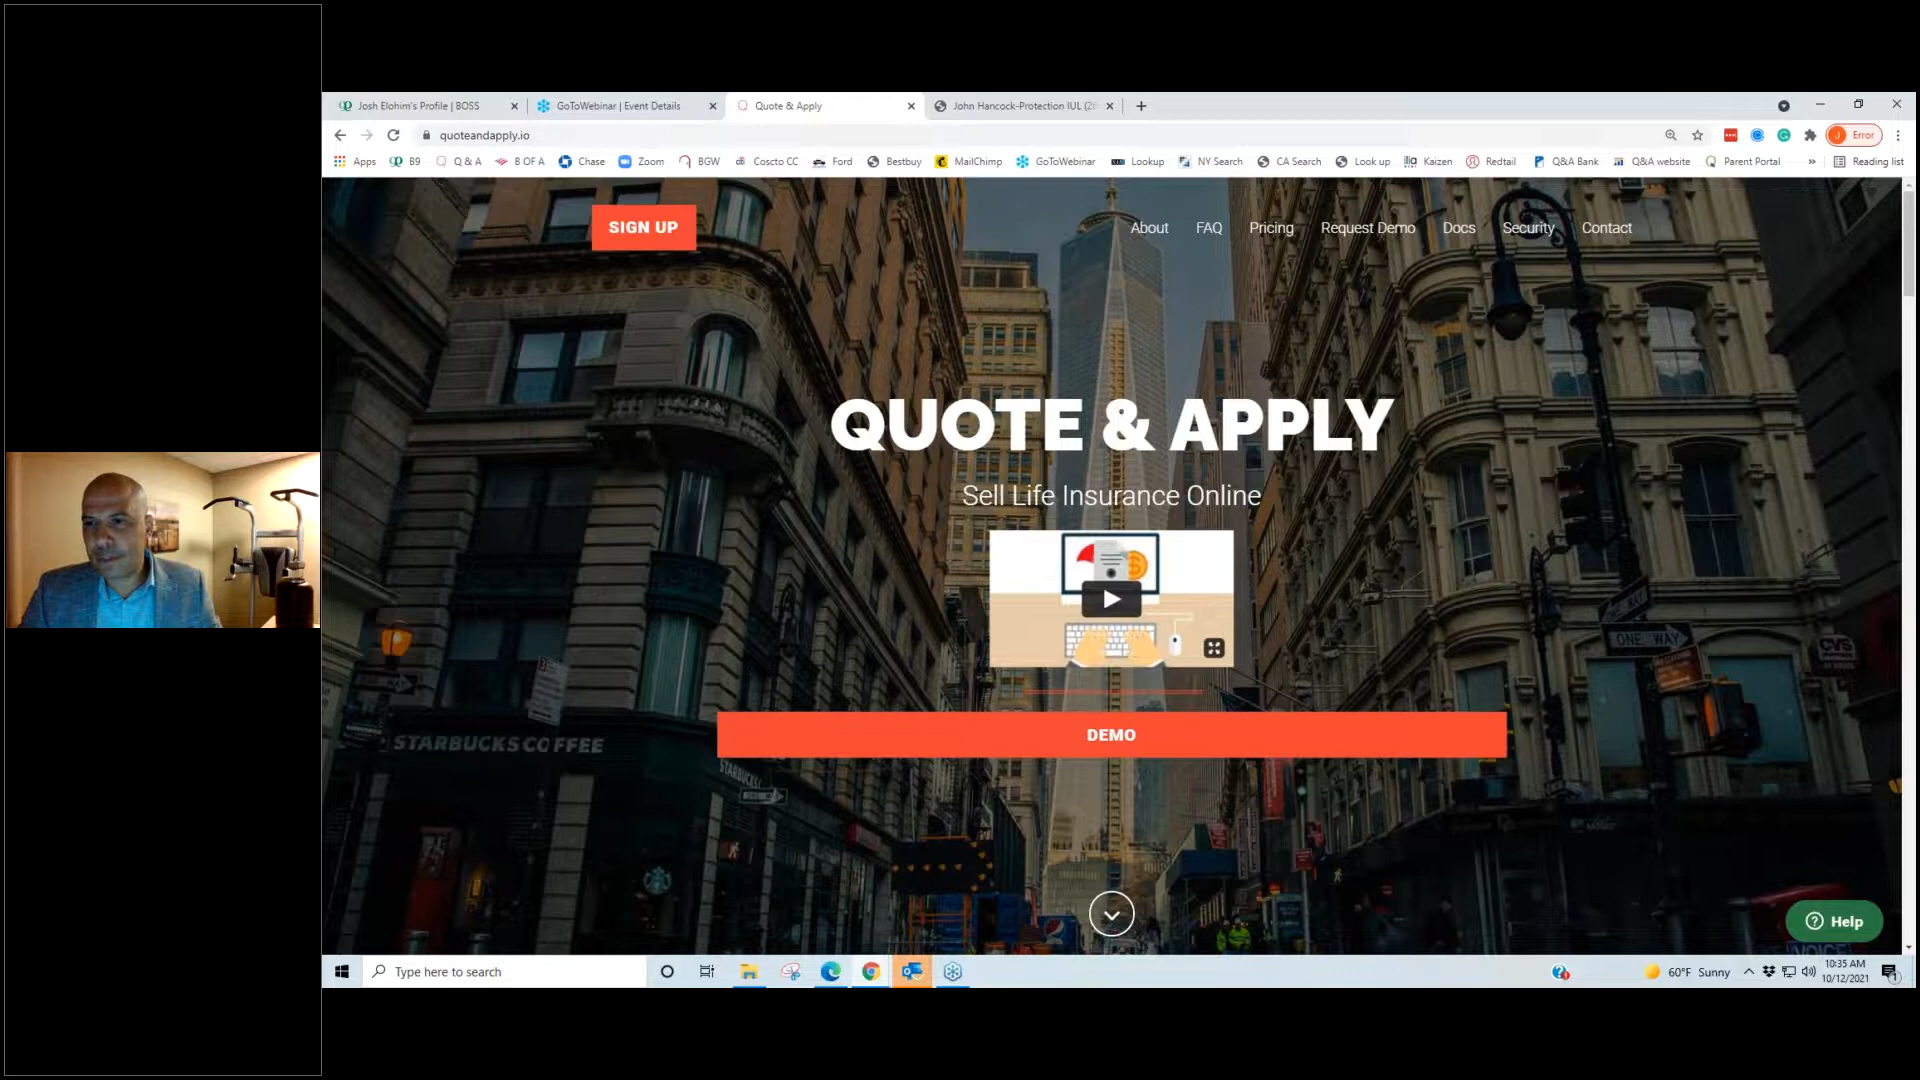 Josh Elohim's Profile | BOSS
GoToWebinar | Event Details
Quote & Apply
John Hancock-Protection IUL (2
quoteandapply.io
Error
Apps
B9
Q & A
B OF A
Chase
Zoom
BGW
Coscto CC
Ford
Bestbuy
MailChimp
GoToWebinar
Lookup
NY Search
CA Search
Look up
Kaizen
Redtail
Q&A Bank
Q&A website
Parent Portal
»
Reading list
SIGN UP
About
FAQ
Pricing
Request Demo
Docs
Security
Contact
QUOTE & APPLY
Sell Life Insurance Online
ONE WAY
CVS
DEMO
STARBUCKS COFFEE
STARBUCKS
Help
Type here to search
60°F Sunny
10:35 AM
10/12/2021